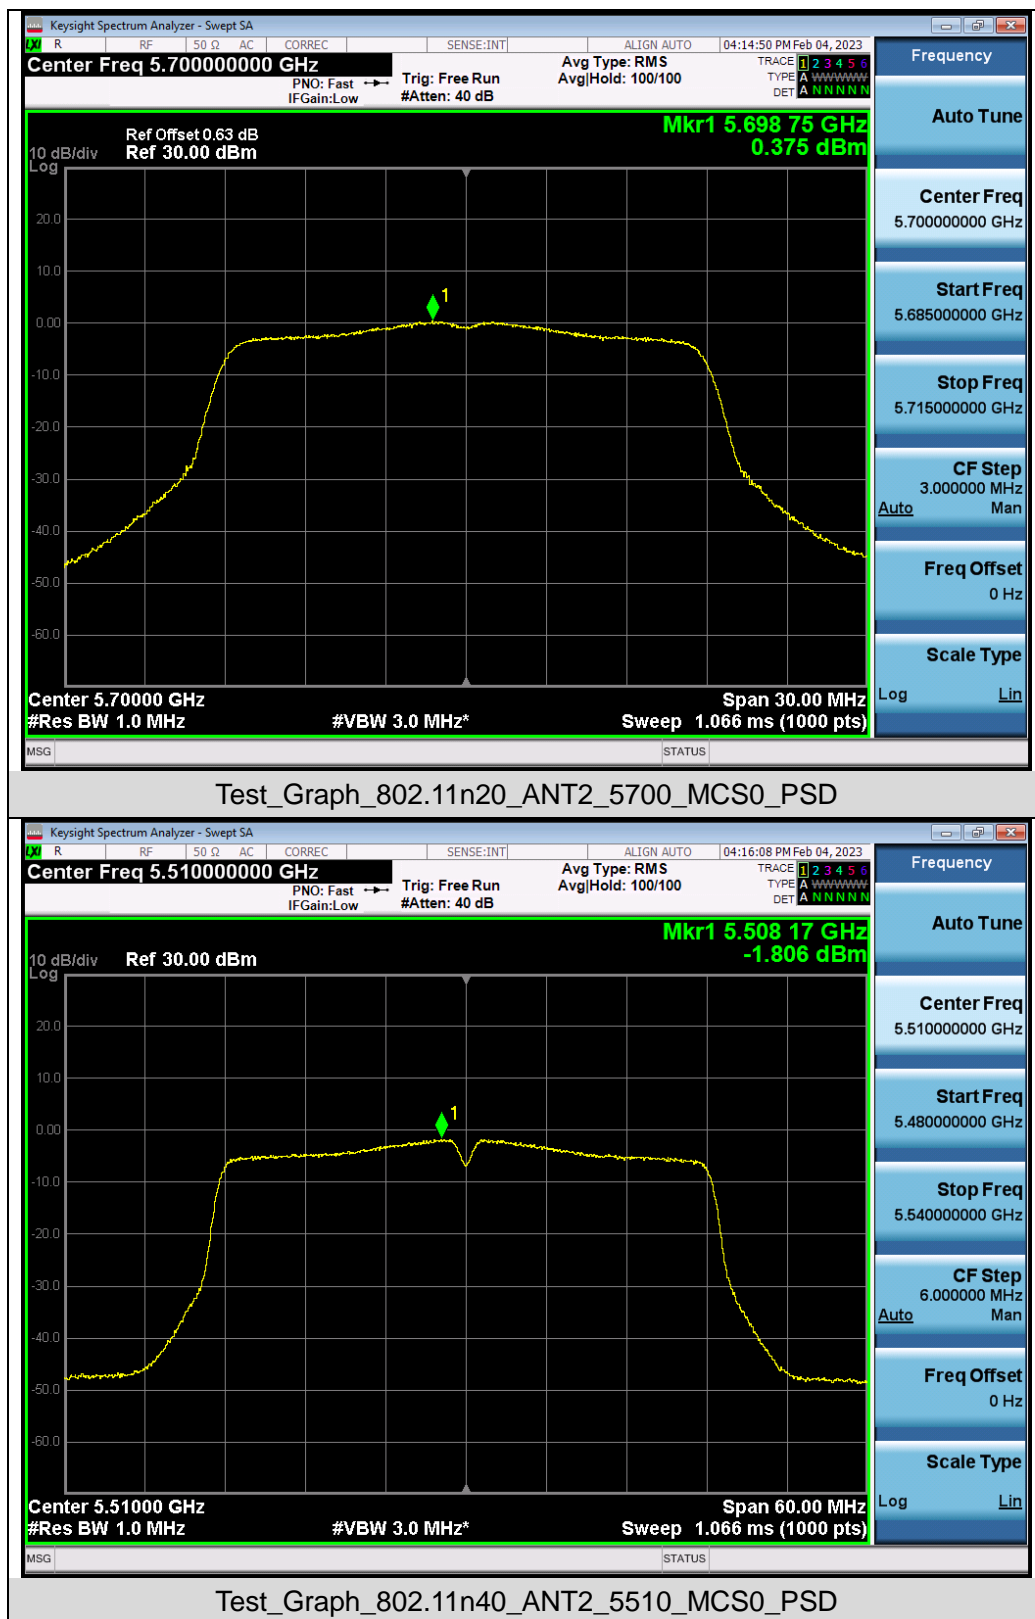 Keysight Spectrum Analyzer - Swept SA
LXI R RF 50 Ω AC CORREC SENSE:INT ALIGN AUTO 04:14:50 PM Feb 04, 2023
Center Freq 5.700000000 GHz Avg Type: RMS TRACE 1 2 3 4 5 6
PNO: Fast Trig: Free Run Avg|Hold: 100/100 TYPE A WWWWW
IFGain:Low #Atten: 40 dB DET A N N N N N
Frequency
Auto Tune
Center Freq
5.700000000 GHz
Start Freq
5.685000000 GHz
Stop Freq
5.715000000 GHz
CF Step
3.000000 MHz
Auto Man
Freq Offset
0 Hz
Scale Type
Log Lin
Mkr1 5.698 75 GHz
Ref Offset 0.63 dB
10 dB/div Ref 30.00 dBm 0.375 dBm
Log
20.0
10.0
1
0.00
-10.0
-20.0
-30.0
-40.0
-50.0
-60.0
Center 5.70000 GHz Span 30.00 MHz
#Res BW 1.0 MHz #VBW 3.0 MHz* Sweep 1.066 ms (1000 pts)
MSG STATUS
Test_Graph_802.11n20_ANT2_5700_MCS0_PSD
Keysight Spectrum Analyzer - Swept SA
LXI R RF 50 Ω AC CORREC SENSE:INT ALIGN AUTO 04:16:08 PM Feb 04, 2023
Center Freq 5.510000000 GHz Avg Type: RMS TRACE 1 2 3 4 5 6
PNO: Fast Trig: Free Run Avg|Hold: 100/100 TYPE A WWWWW
IFGain:Low #Atten: 40 dB DET A N N N N N
Frequency
Auto Tune
Center Freq
5.510000000 GHz
Start Freq
5.480000000 GHz
Stop Freq
5.540000000 GHz
CF Step
6.000000 MHz
Auto Man
Freq Offset
0 Hz
Scale Type
Log Lin
Mkr1 5.508 17 GHz
10 dB/div Ref 30.00 dBm -1.806 dBm
Log
20.0
10.0
1
0.00
-10.0
-20.0
-30.0
-40.0
-50.0
-60.0
Center 5.51000 GHz Span 60.00 MHz
#Res BW 1.0 MHz #VBW 3.0 MHz* Sweep 1.066 ms (1000 pts)
MSG STATUS
Test_Graph_802.11n40_ANT2_5510_MCS0_PSD